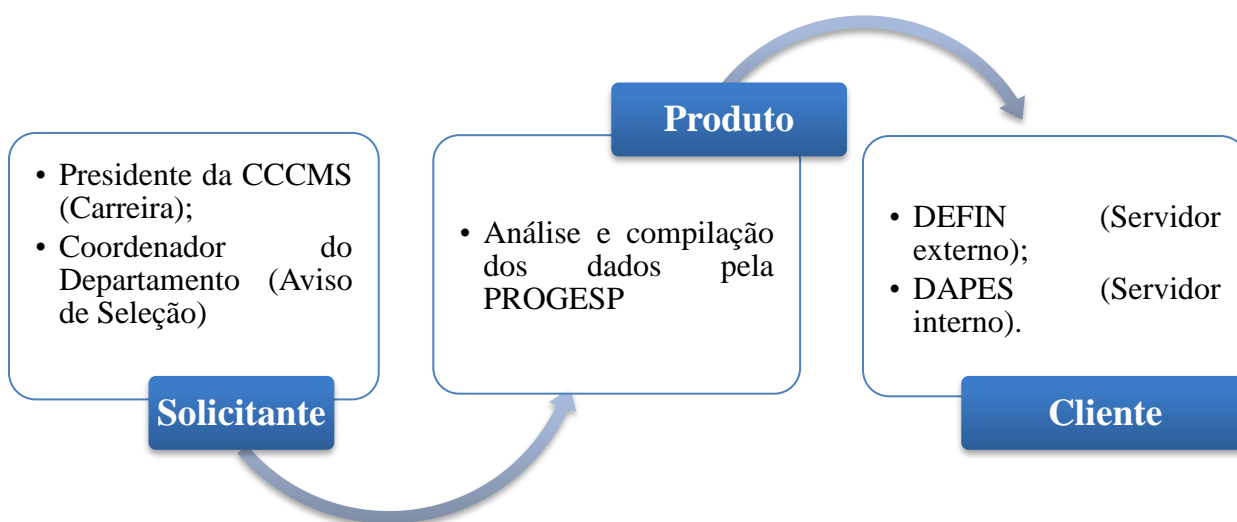 • Presidente da CCCMS
(Carreira);
• Coordenador do
Departamento (Aviso
de Seleção)
Solicitante
Produto
• Análise e compilação
dos dados pela
PROGESP
• DEFIN (Servidor
externo);
• DAPES (Servidor
interno).
Cliente